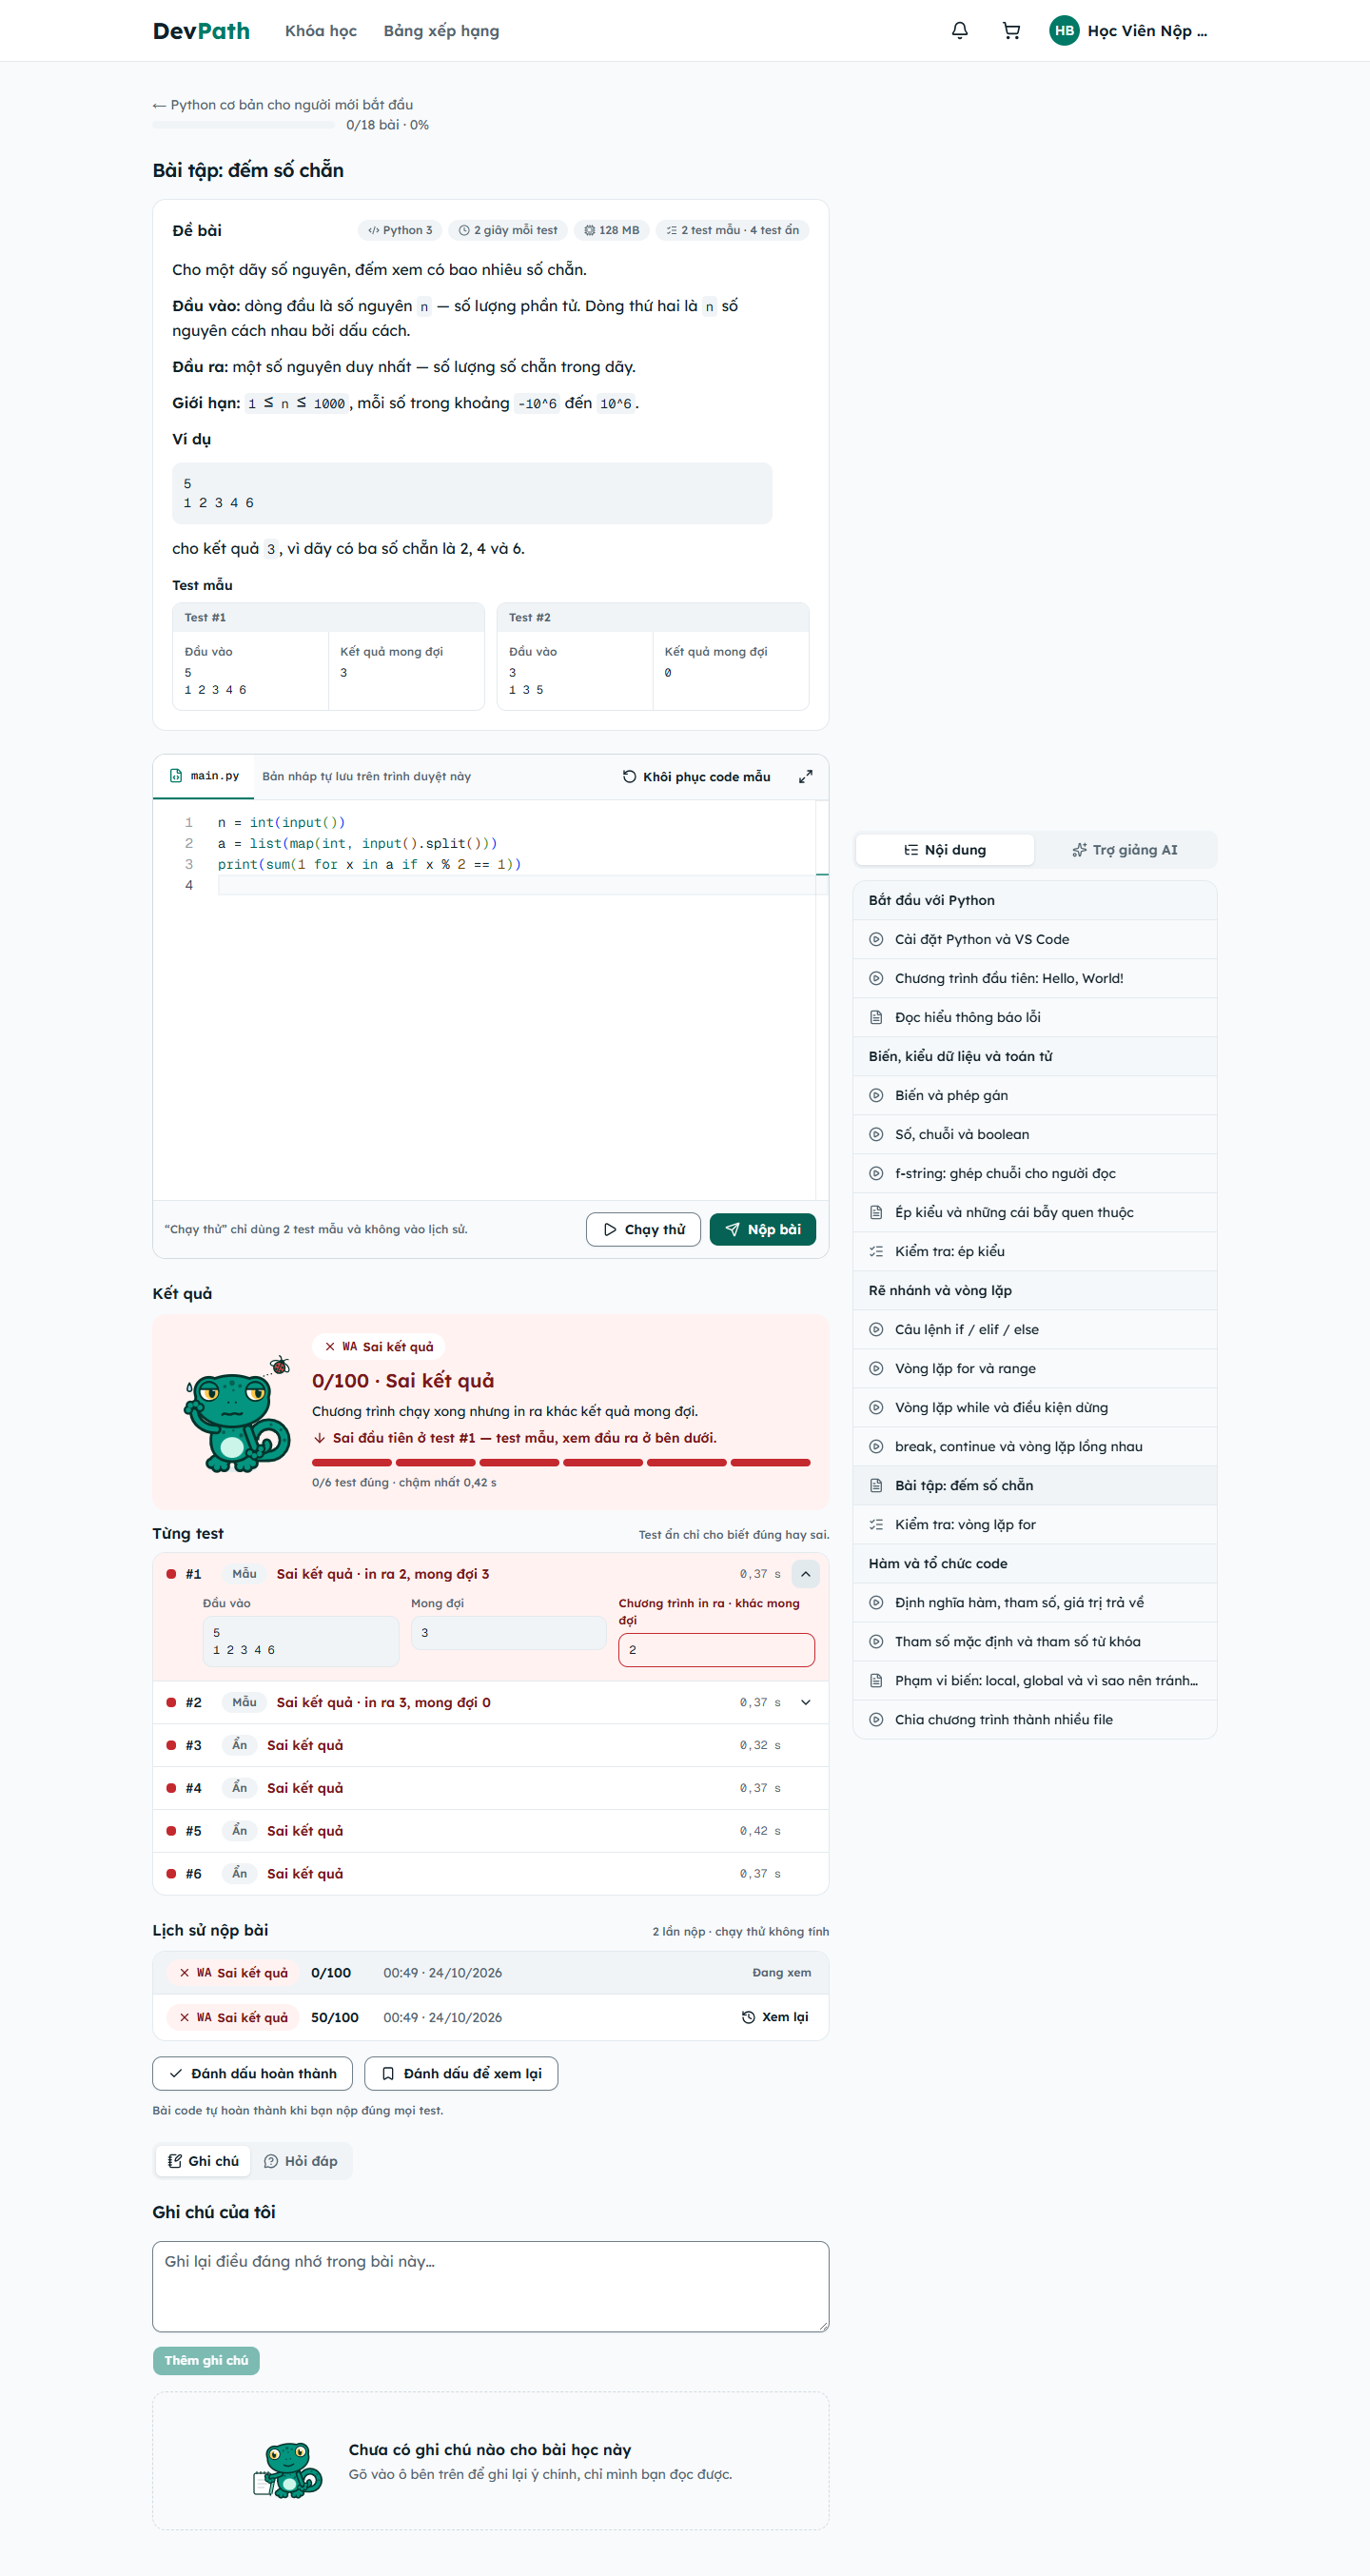 DevPath
Khóa học
Bảng xếp hạng
HB
Học Viên Nộp ...
← Python cơ bản cho người mới bắt đầu
0/18 bài · 0%
Bài tập: đếm số chẵn
Đề bài
Python 3
2 giây mỗi test
128 MB
2 test mẫu · 4 test ẩn
Cho một dãy số nguyên, đếm xem có bao nhiêu số chẵn.
Đầu vào: dòng đầu là số nguyên n — số lượng phần tử. Dòng thứ hai là n số
nguyên cách nhau bởi dấu cách.
Đầu ra: một số nguyên duy nhất — số lượng số chẵn trong dãy.
Giới hạn: 1 ≤ n ≤ 1000, mỗi số trong khoảng -10^6 đến 10^6.
Ví dụ
5
1 2 3 4 6
cho kết quả 3, vì dãy có ba số chẵn là 2, 4 và 6.
Test mẫu
Test #1
Đầu vào
5
1 2 3 4 6
Kết quả mong đợi
3
Test #2
Đầu vào
3
1 3 5
Kết quả mong đợi
0
main.py
Bản nháp tự lưu trên trình duyệt này
Khôi phục code mẫu
1 n = int(input())
2 a = list(map(int, input().split()))
3 print(sum(1 for x in a if x % 2 == 1))
4
“Chạy thử” chỉ dùng 2 test mẫu và không vào lịch sử.
Chạy thử
Nộp bài
Kết quả
WA Sai kết quả
0/100 · Sai kết quả
Chương trình chạy xong nhưng in ra khác kết quả mong đợi.
↓ Sai đầu tiên ở test #1 — test mẫu, xem đầu ra ở bên dưới.
0/6 test đúng · chậm nhất 0,42 s
Từng test
Test ẩn chỉ cho biết đúng hay sai.
#1 Mẫu Sai kết quả · in ra 2, mong đợi 3 0,37 s
Đầu vào
5
1 2 3 4 6
Mong đợi
3
Chương trình in ra · khác mong
đợi
2
#2 Mẫu Sai kết quả · in ra 3, mong đợi 0 0,37 s
#3 Ẩn Sai kết quả 0,32 s
#4 Ẩn Sai kết quả 0,37 s
#5 Ẩn Sai kết quả 0,42 s
#6 Ẩn Sai kết quả 0,37 s
Lịch sử nộp bài
2 lần nộp · chạy thử không tính
WA Sai kết quả 0/100 00:49 · 24/10/2026 Đang xem
WA Sai kết quả 50/100 00:49 · 24/10/2026 Xem lại
Đánh dấu hoàn thành
Đánh dấu để xem lại
Bài code tự hoàn thành khi bạn nộp đúng mọi test.
Ghi chú
Hỏi đáp
Ghi chú của tôi
Ghi lại điều đáng nhớ trong bài này...
Thêm ghi chú
Chưa có ghi chú nào cho bài học này
Gõ vào ô bên trên để ghi lại ý chính, chỉ mình bạn đọc được.
Nội dung
Trợ giảng AI
Bắt đầu với Python
Cài đặt Python và VS Code
Chương trình đầu tiên: Hello, World!
Đọc hiểu thông báo lỗi
Biến, kiểu dữ liệu và toán tử
Biến và phép gán
Số, chuỗi và boolean
f-string: ghép chuỗi cho người đọc
Ép kiểu và những cái bẫy quen thuộc
Kiểm tra: ép kiểu
Rẽ nhánh và vòng lặp
Câu lệnh if / elif / else
Vòng lặp for và range
Vòng lặp while và điều kiện dừng
break, continue và vòng lặp lồng nhau
Bài tập: đếm số chẵn
Kiểm tra: vòng lặp for
Hàm và tổ chức code
Định nghĩa hàm, tham số, giá trị trả về
Tham số mặc định và tham số từ khóa
Phạm vi biến: local, global và vì sao nên tránh...
Chia chương trình thành nhiều file